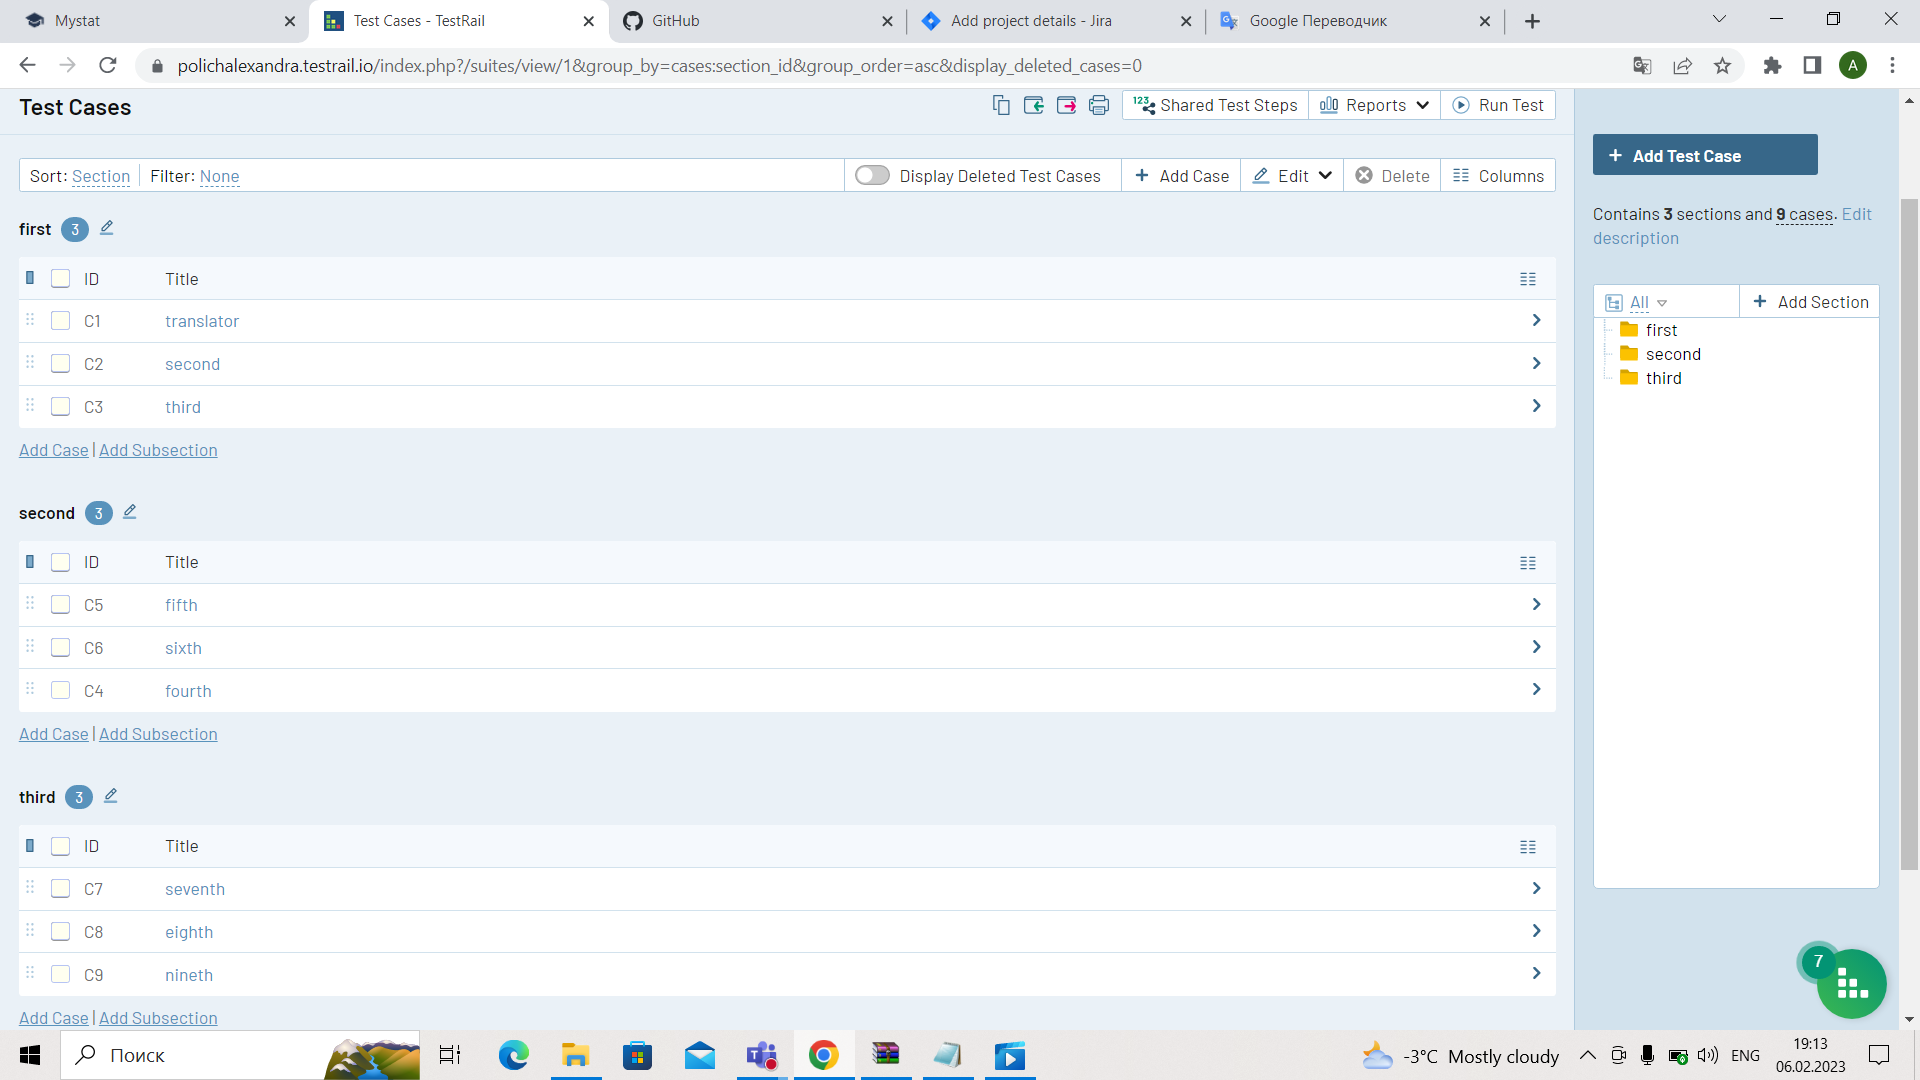 Mystat
Test Cases - TestRail
GitHub
Add project details - Jira
Google Переводчик
polichalexandra.testrail.io/index.php?/suites/view/1&group_by=cases:section_id&group_order=asc&display_deleted_cases=0
A
Test Cases
123 Shared Test Steps
Reports
Run Test
Sort: Section
Filter: None
Display Deleted Test Cases
+ Add Case
Edit
Delete
Columns
first 3
ID Title
C1 translator
C2 second
C3 third
Add Case | Add Subsection
second 3
ID Title
C5 fifth
C6 sixth
C4 fourth
Add Case | Add Subsection
third 3
ID Title
C7 seventh
C8 eighth
C9 nineth
Add Case | Add Subsection
+ Add Test Case
Contains 3 sections and 9 cases. Edit
description
All
+ Add Section
first
second
third
7
Поиск
-3°C Mostly cloudy
ENG
19:13
06.02.2023